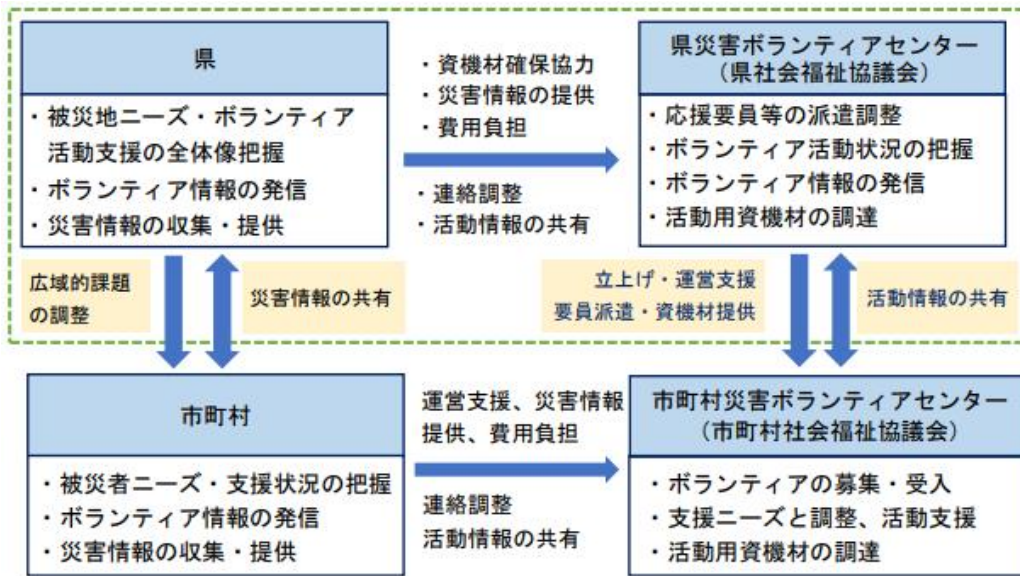 県
・被災地ニーズ・ボランティア
活動支援の全体像把握
・ボランティア情報の発信
・災害情報の収集・提供
・資機材確保協力
・災害情報の提供
・費用負担
・連絡調整
・活動情報の共有
県災害ボランティアセンター
（県社会福祉協議会）
・応援要員等の派遣調整
・ボランティア活動状況の把握
・ボランティア情報の発信
・活動用資機材の調達
広域的課題
の調整
災害情報の共有
立上げ・運営支援
要員派遣・資機材提供
活動情報の共有
市町村
・被災者ニーズ・支援状況の把握
・ボランティア情報の発信
・災害情報の収集・提供
運営支援、災害情報
提供、費用負担
連絡調整
活動情報の共有
市町村災害ボランティアセンター
（市町村社会福祉協議会）
・ボランティアの募集・受入
・支援ニーズと調整、活動支援
・活動用資機材の調達